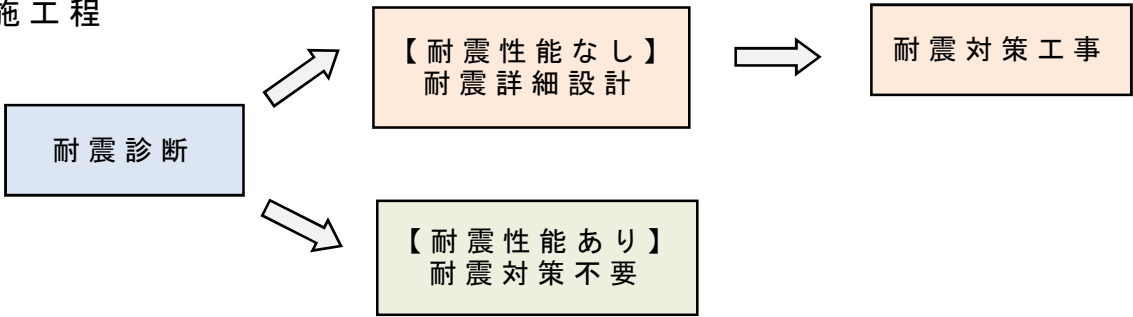 施工程
【耐震性能なし】
耐震詳細設計
耐震対策工事
耐震診断
【耐震性能あり】
耐震対策不要